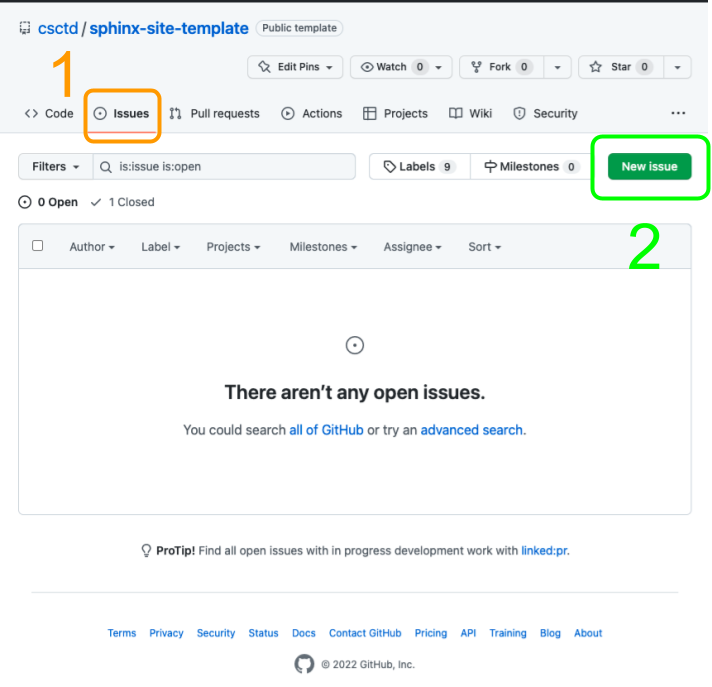 csctd / sphinx-site-template Public template
1
Edit Pins Watch 0 Fork 0 Star 0
Code Issues Pull requests Actions Projects Wiki Security ...
Filters is:issue is:open Labels 9 Milestones 0 New issue
0 Open 1 Closed
2
Author Label Projects Milestones Assignee Sort
There aren’t any open issues.
You could search all of GitHub or try an advanced search.
ProTip! Find all open issues with in progress development work with linked:pr.
Terms Privacy Security Status Docs Contact GitHub Pricing API Training Blog About
© 2022 GitHub, Inc.